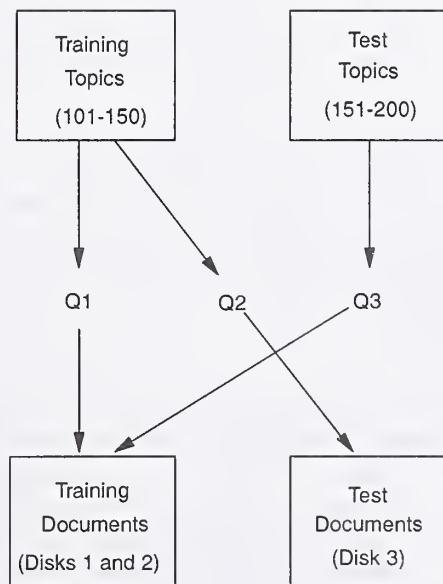 Training
Topics
(101-150)
Test
Topics
(151-200)
Q1
Q2
Q3
Training
Documents
(Disks 1 and 2)
Test
Documents
(Disk 3)